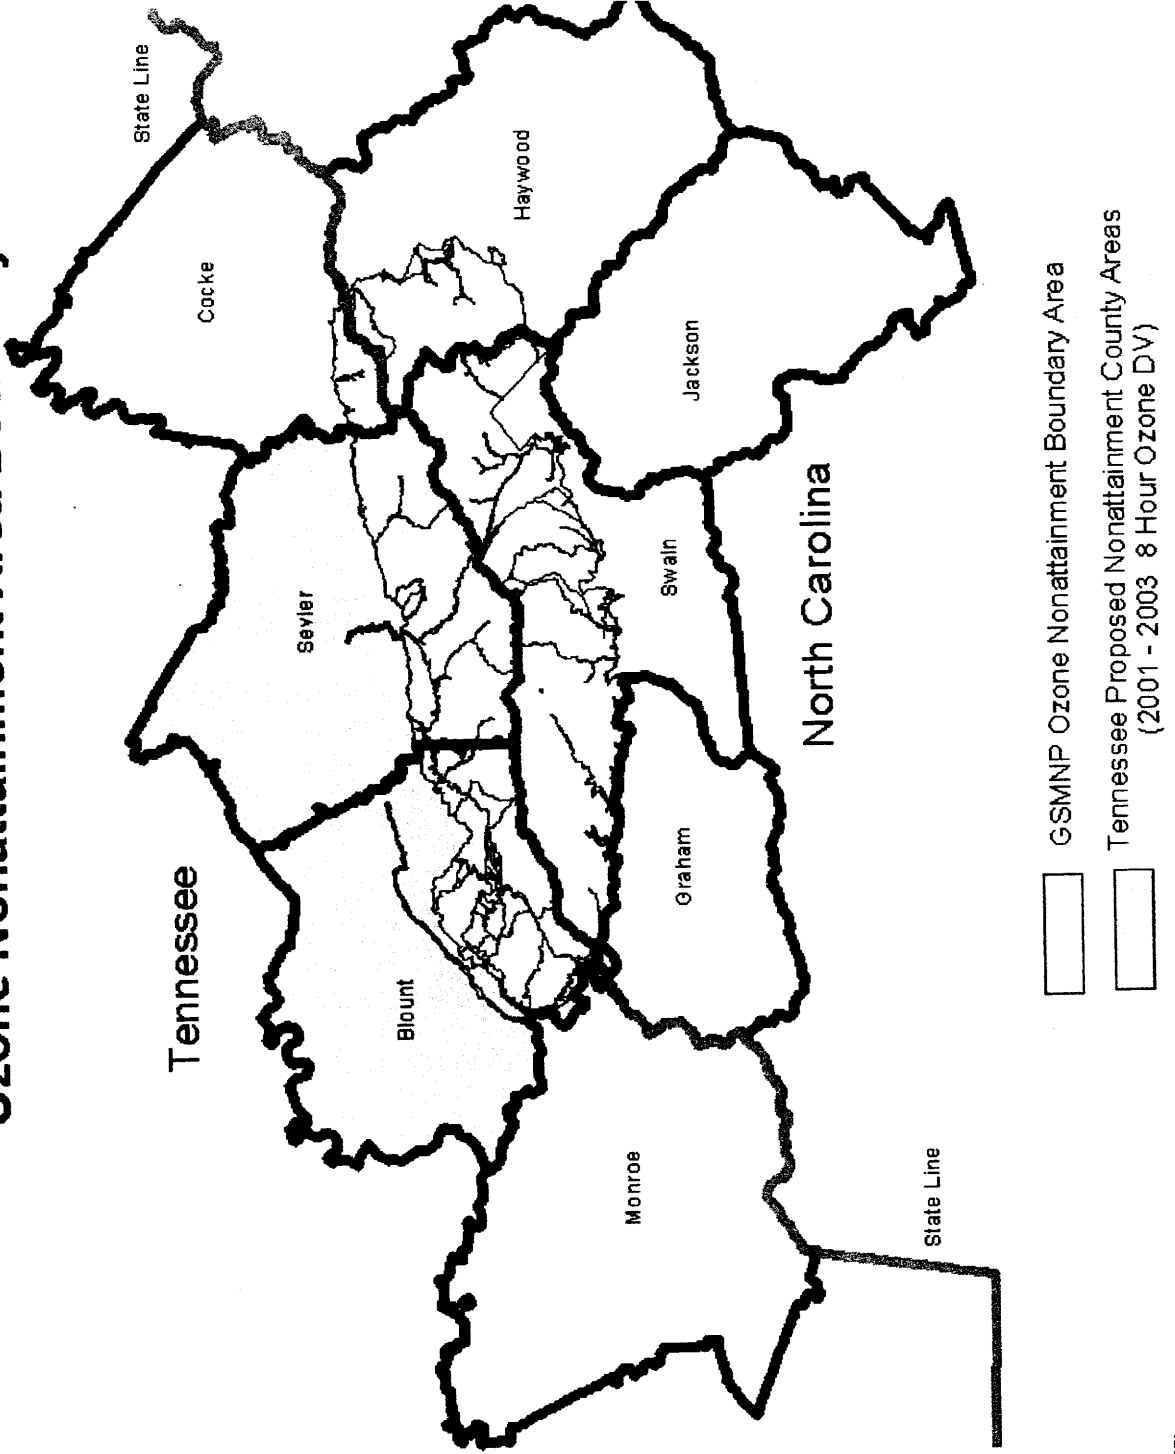 Tennessee
State Line
Cocke
Sevier
Blount
Haywood
Jackson
Swain
Graham
Monroe
North Carolina
State Line
GSMNP Ozone Nonattainment Boundary Area
Tennessee Proposed Nonattainment County Areas
(2001 - 2003 8 Hour Ozone DV)